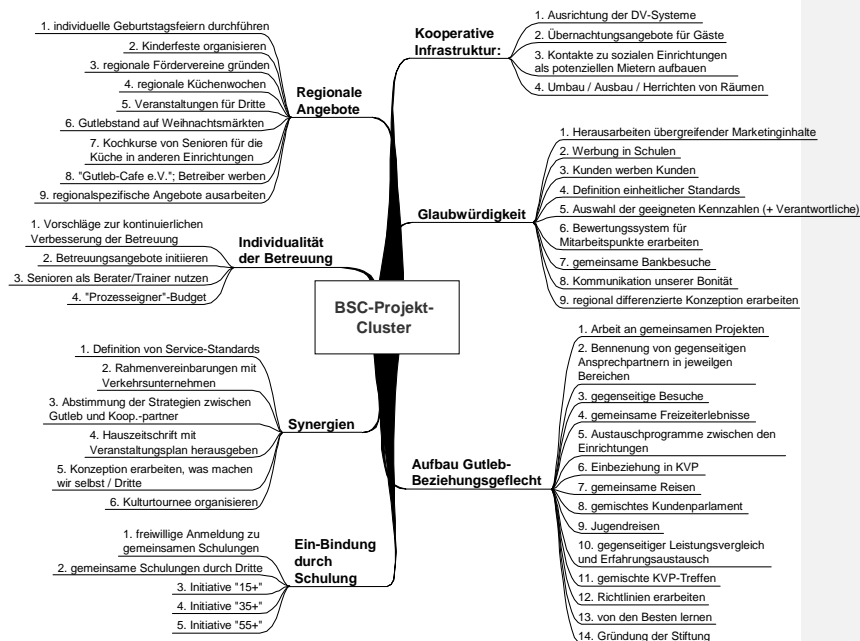 BSC-Projekt-
Cluster
Regionale
Angebote
1. individuelle Geburtstagsfeiern durchführen
2. Kinderfeste organisieren
3. regionale Fördervereine gründen
4. regionale Küchenwochen
5. Veranstaltungen für Dritte
6. Gutlebstand auf Weihnachtsmärkten
7. Kochkurse von Senioren für die
Küche in anderen Einrichtungen
8. "Gutleb-Cafe e.V."; Betreiber werben
9. regionalspezifische Angebote ausarbeiten
Individualität
der Betreuung
1. Vorschläge zur kontinuierlichen
Verbesserung der Betreuung
2. Betreuungsangebote initiieren
3. Senioren als Berater/Trainer nutzen
4. "Prozesseigner"-Budget
Synergien
1. Definition von Service-Standards
2. Rahmenvereinbarungen mit
Verkehrsunternehmen
3. Abstimmung der Strategien zwischen
Gutleb und Koop.-partner
4. Hauszeitschrift mit
Veranstaltungsplan herausgeben
5. Konzeption erarbeiten, was machen
wir selbst / Dritte
6. Kulturtournee organisieren
Ein-Bindung
durch
Schulung
1. freiwillige Anmeldung zu
gemeinsamen Schulungen
2. gemeinsame Schulungen durch Dritte
3. Initiative "15+"
4. Initiative "35+"
5. Initiative "55+"
Kooperative
Infrastruktur:
1. Ausrichtung der DV-Systeme
2. Übernachtungsangebote für Gäste
3. Kontakte zu sozialen Einrichtungen
als potenziellen Mietern aufbauen
4. Umbau / Ausbau / Herrichten von Räumen
Glaubwürdigkeit
1. Herausarbeiten übergreifender Marketinginhalte
2. Werbung in Schulen
3. Kunden werben Kunden
4. Definition einheitlicher Standards
5. Auswahl der geeigneten Kennzahlen (+ Verantwortliche)
6. Bewertungssystem für
Mitarbeitspunkte erarbeiten
7. gemeinsame Bankbesuche
8. Kommunikation unserer Bonität
9. regional differenzierte Konzeption erarbeiten
Aufbau Gutleb-
Beziehungsgeflecht
1. Arbeit an gemeinsamen Projekten
2. Bennenung von gegenseitigen
Ansprechpartnern in jeweilgen
Bereichen
3. gegenseitige Besuche
4. gemeinsame Freizeiterlebnisse
5. Austauschprogramme zwischen den
Einrichtungen
6. Einbeziehung in KVP
7. gemeinsame Reisen
8. gemischtes Kundenparlament
9. Jugendreisen
10. gegenseitiger Leistungsvergleich
und Erfahrungsaustausch
11. gemischte KVP-Treffen
12. Richtlinien erarbeiten
13. von den Besten lernen
14. Gründung der Stiftung